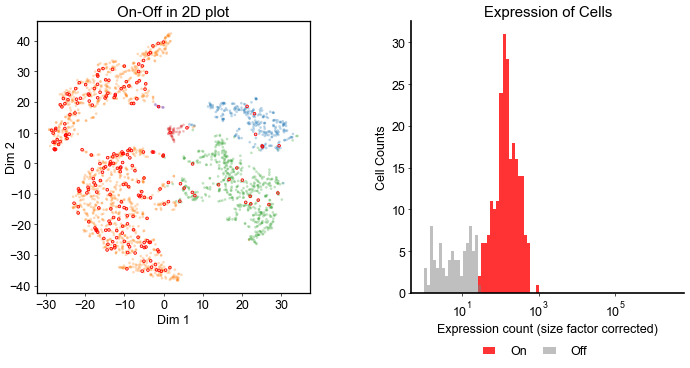 On-Off in 2D plot
40
30
20
10
0
−10
−20
−30
−40
Dim 2
−30 −20 −10 0 10 20 30
Dim 1
Expression of Cells
30
25
20
15
10
5
0
Cell Counts
10^1 10^3 10^5
Expression count (size factor corrected)
On Off